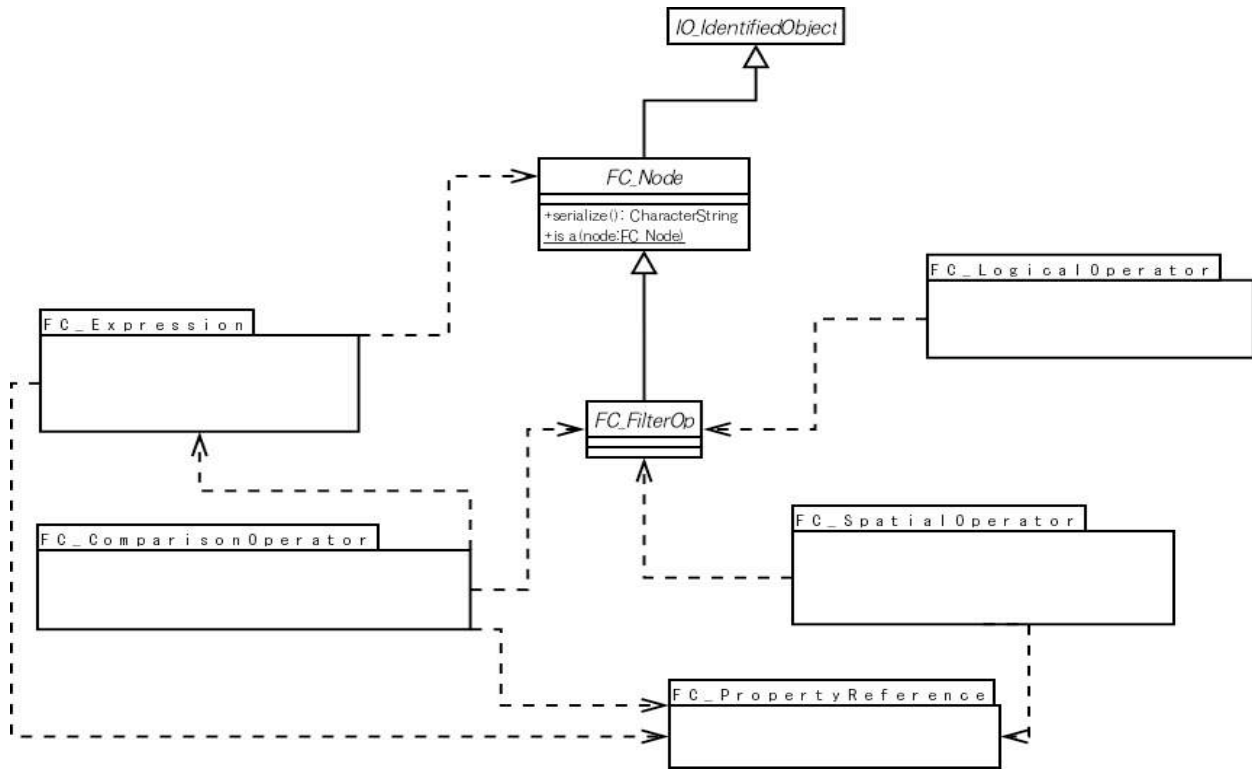 IO_IdentifiedObject
FC_Node
+serialize(): CharacterString
+is a(node:FC_Node)
FC_LogicalOperator
FC_Expression
FC_FilterOp
FC_SpatialOperator
FC_ComparisonOperator
FC_PropertyReference